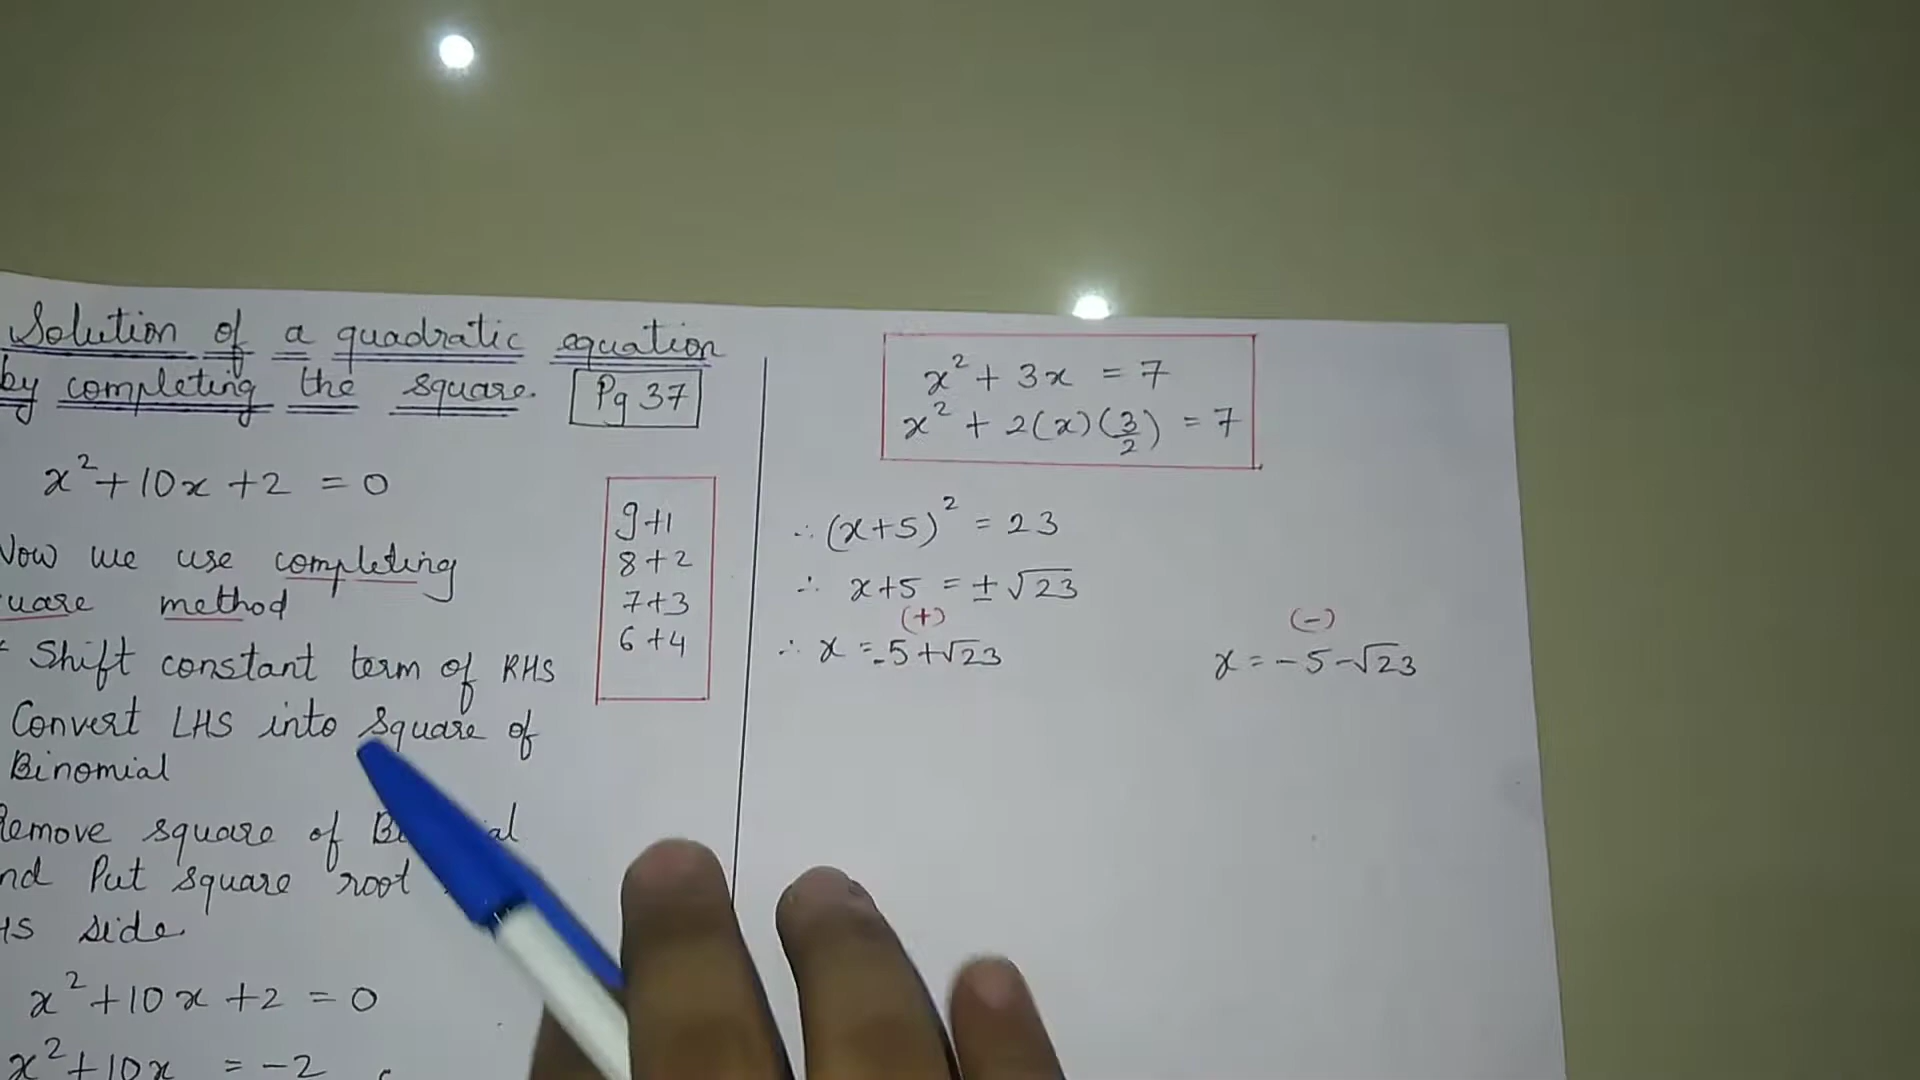 Solution of a quadratic equation
by completing the square. Pg 37
x² + 10x + 2 = 0
Now we use completing
method
Shift constant term of RHS
Convert LHS into square of
Binomial
square of
Put square root
side
x² + 10x + 2 = 0
x² + 10x = -2
9+1
8+2
7+3
6+4
x² + 3x = 7
x² + 2(x)(3/2) = 7
∴ (x+5)² = 23
∴ x+5 = ±√23
(+)
∴ x = -5+√23
(-)
x = -5-√23